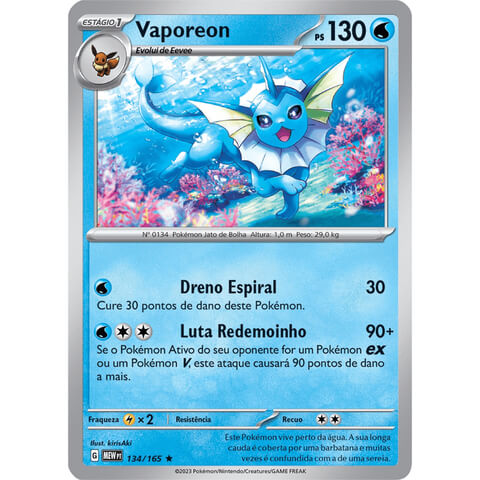 ESTÁGIO 1
Vaporeon
PS 130
Evolui de Eevee
Nº 0134 Pokémon Jato de Bolha Altura: 1,0 m Peso: 29,0 kg
Dreno Espiral 30
Cure 30 pontos de dano deste Pokémon.
Luta Redemoinho 90+
Se o Pokémon Ativo do seu oponente for um Pokémon ex
ou um Pokémon V, este ataque causará 90 pontos de dano
a mais.
Fraqueza ×2 Resistência Recuo
Ilust. kirisAki
G MEW PT 134/165
Este Pokémon vive perto da água. A sua longa
cauda é coberta por uma barbatana e muitas
vezes é confundida com a de uma sereia.
©2023 Pokémon/Nintendo/Creatures/GAME FREAK